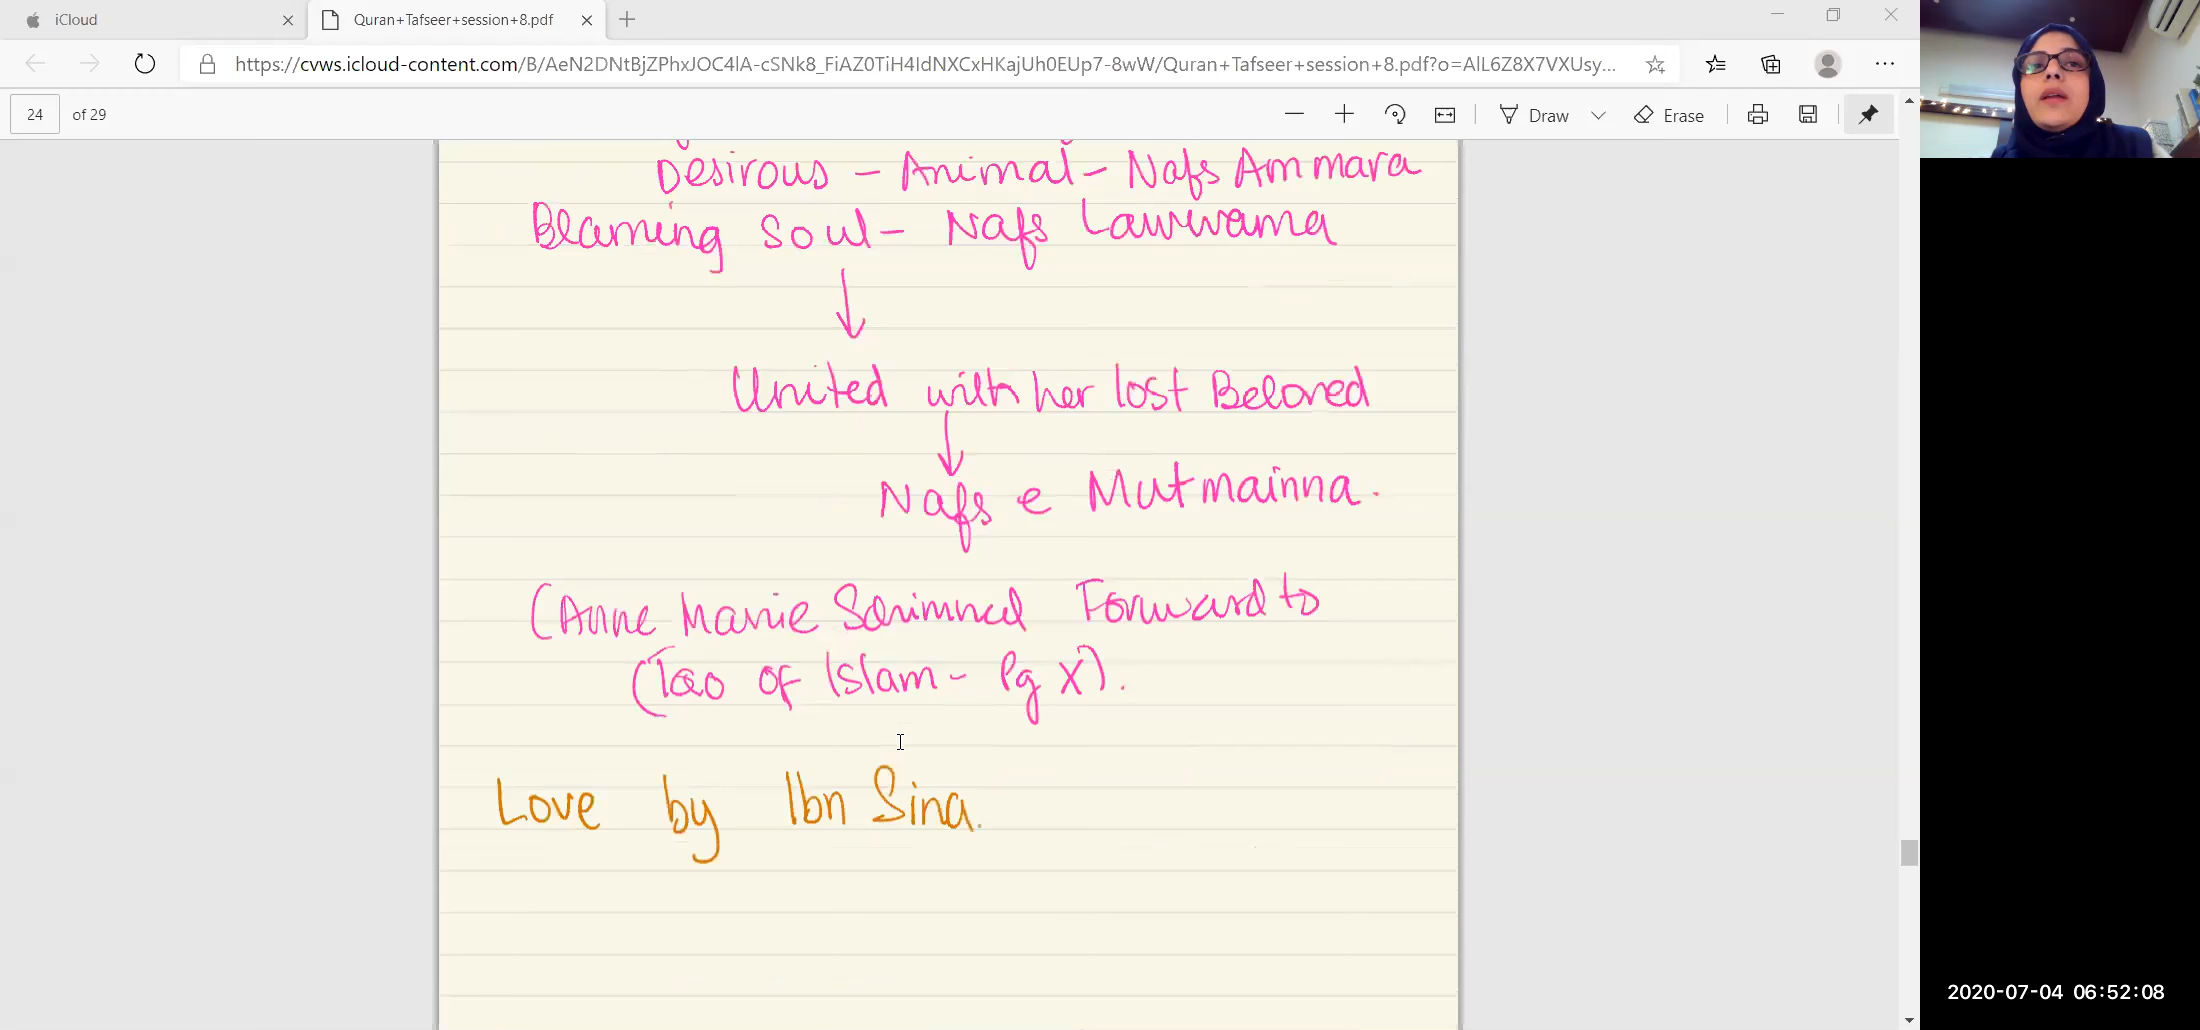 iCloud
Quran+Tafseer+session+8.pdf
https://cvws.icloud-content.com/B/AeN2DNtBjZPhxJOC4lA-cSNk8_FiAZ0TiH4IdNXCxHKajUh0EUp7-8wW/Quran+Tafseer+session+8.pdf?o=AlL6Z8X7VXUsy...
24 of 29
Draw
Erase
Desirous - Animal - Nafs Ammara
Blaming Soul - Nafs Lawwama
United with her lost Beloved
Nafs e Mutmainna.
(Anne Marie Schimmel Forward to
(Tao of Islam - Pg X).
Love by Ibn Sina.
2020-07-04 06:52:08